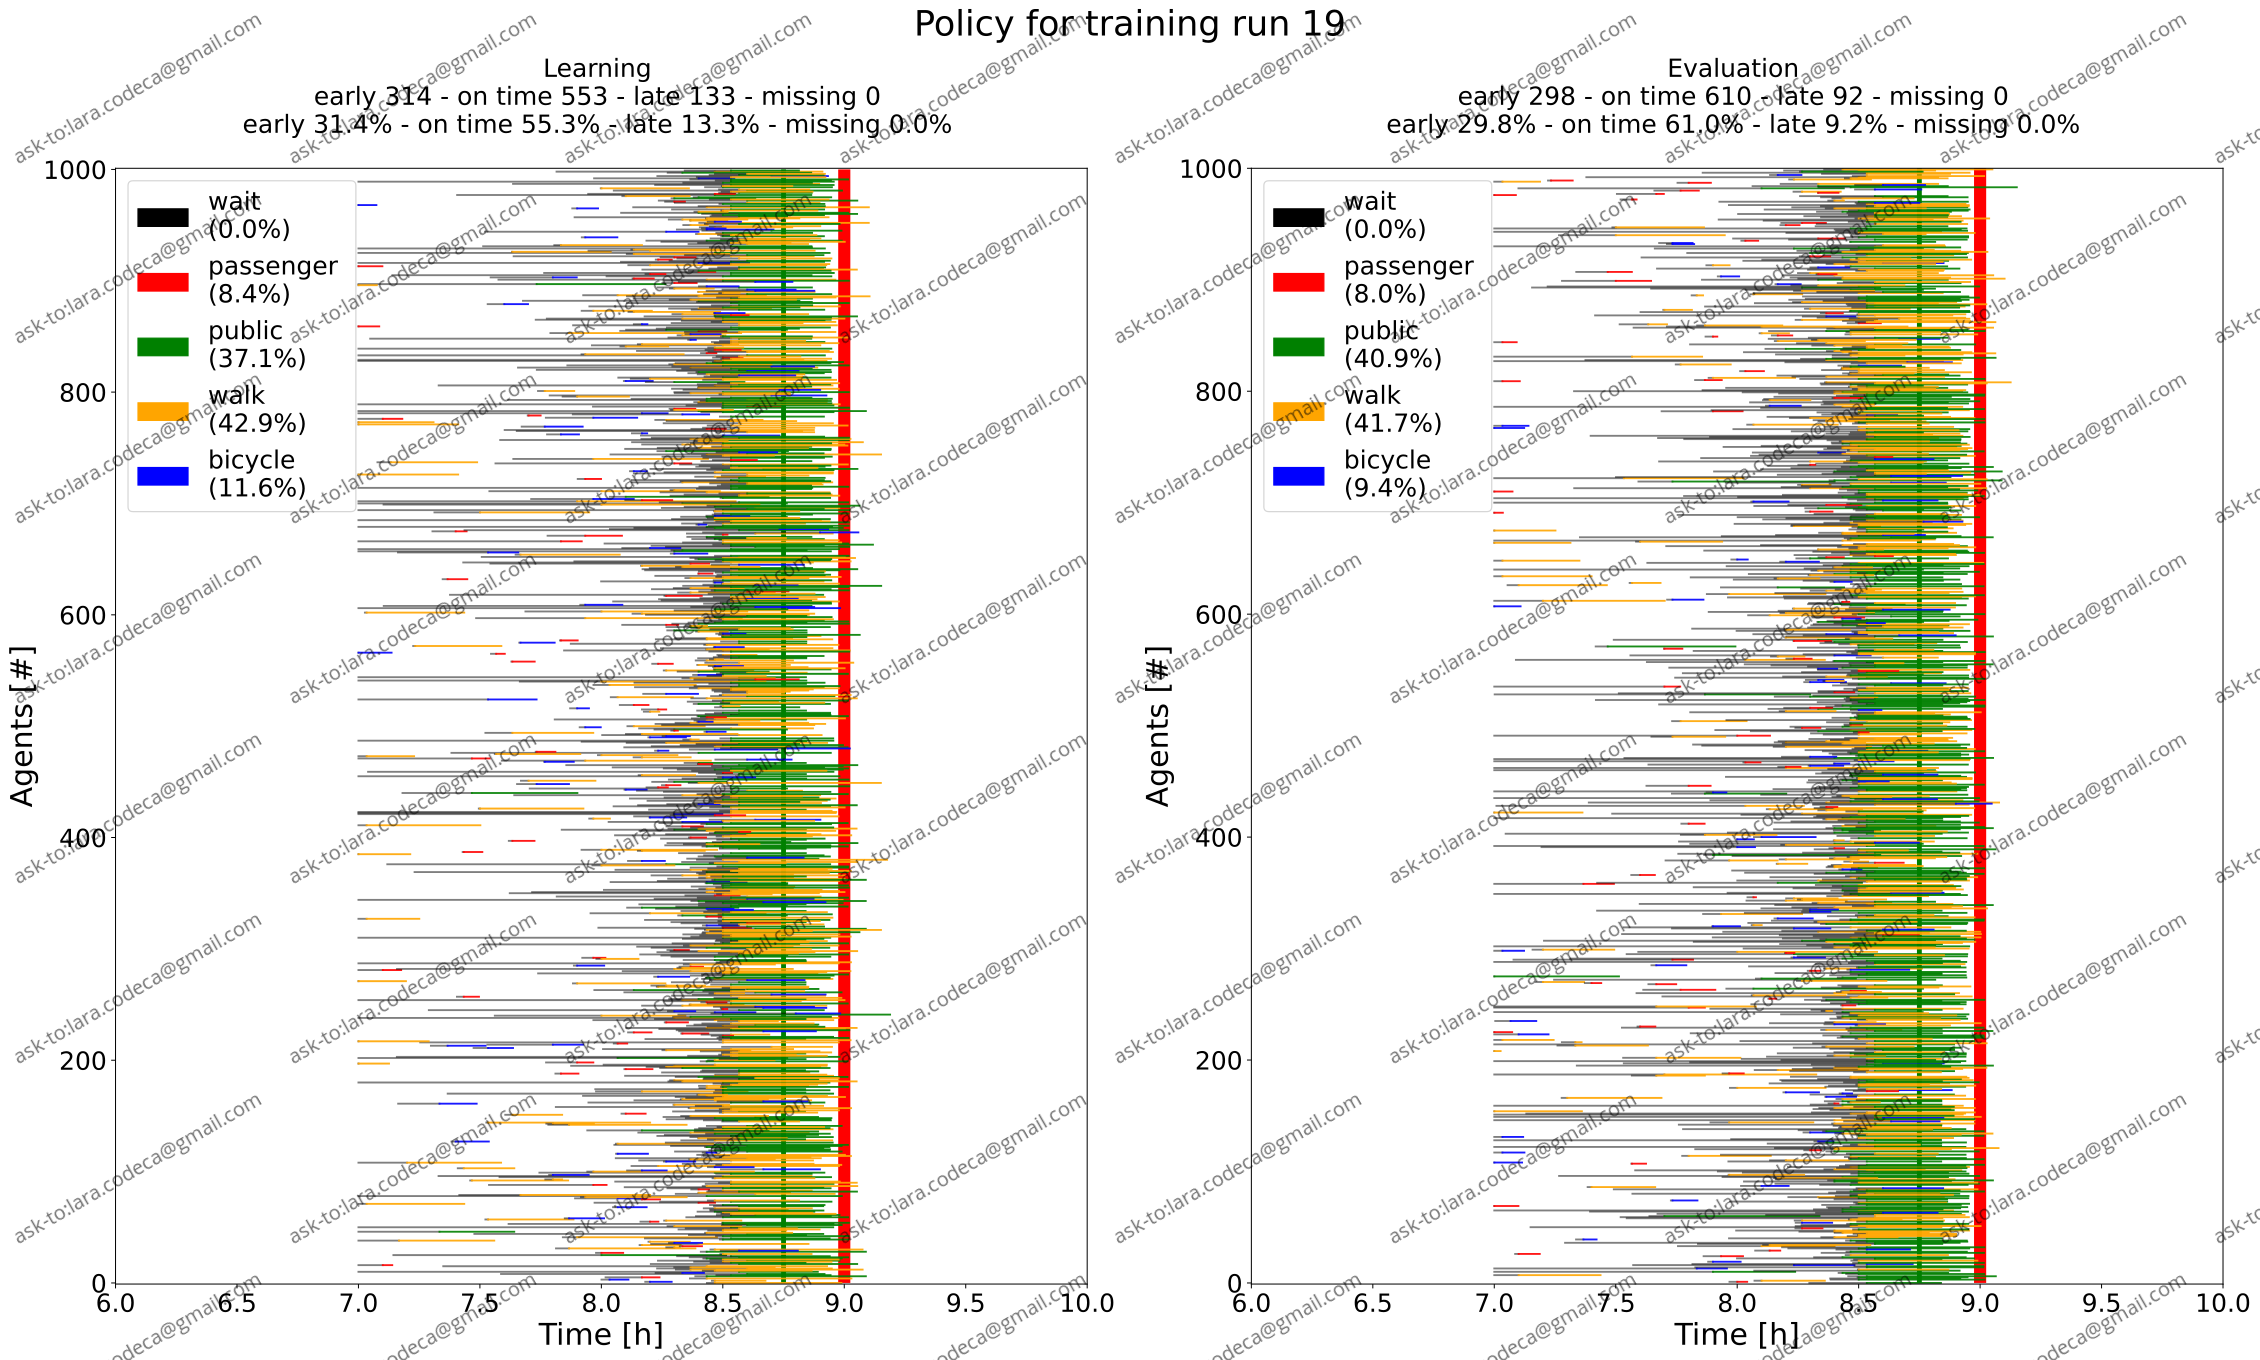 Policy for training run 19
Learning
early 314 - on time 553 - late 133 - missing 0
early 31.4% - on time 55.3% - late 13.3% - missing 0.0%
1000
800
600
400
200
0
Agents [#]
wait
(0.0%)
passenger
(8.4%)
public
(37.1%)
walk
(42.9%)
bicycle
(11.6%)
6.0 6.5 7.0 7.5 8.0 8.5 9.0 9.5 10.0
Time [h]
Evaluation
early 298 - on time 610 - late 92 - missing 0
early 29.8% - on time 61.0% - late 9.2% - missing 0.0%
1000
800
600
400
200
0
Agents [#]
wait
(0.0%)
passenger
(8.0%)
public
(40.9%)
walk
(41.7%)
bicycle
(9.4%)
6.0 6.5 7.0 7.5 8.0 8.5 9.0 9.5 10.0
Time [h]
ask-to:lara.codeca@gmail.com